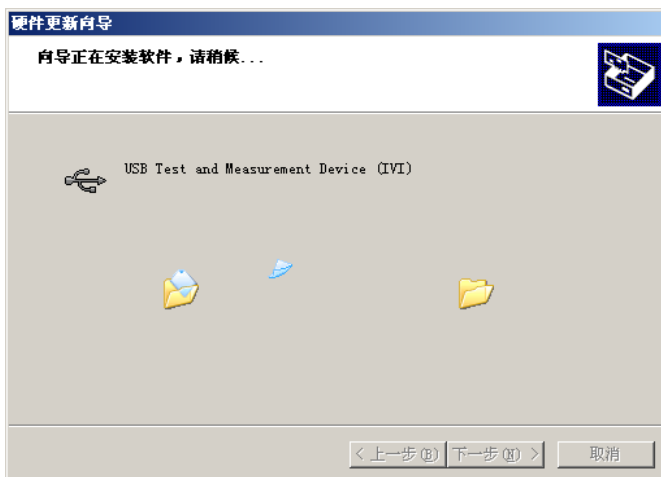 硬件更新向导
向导正在安装软件，请稍候...
USB Test and Measurement Device (IVI)
< 上一步(B) 下一步(N) > 取消